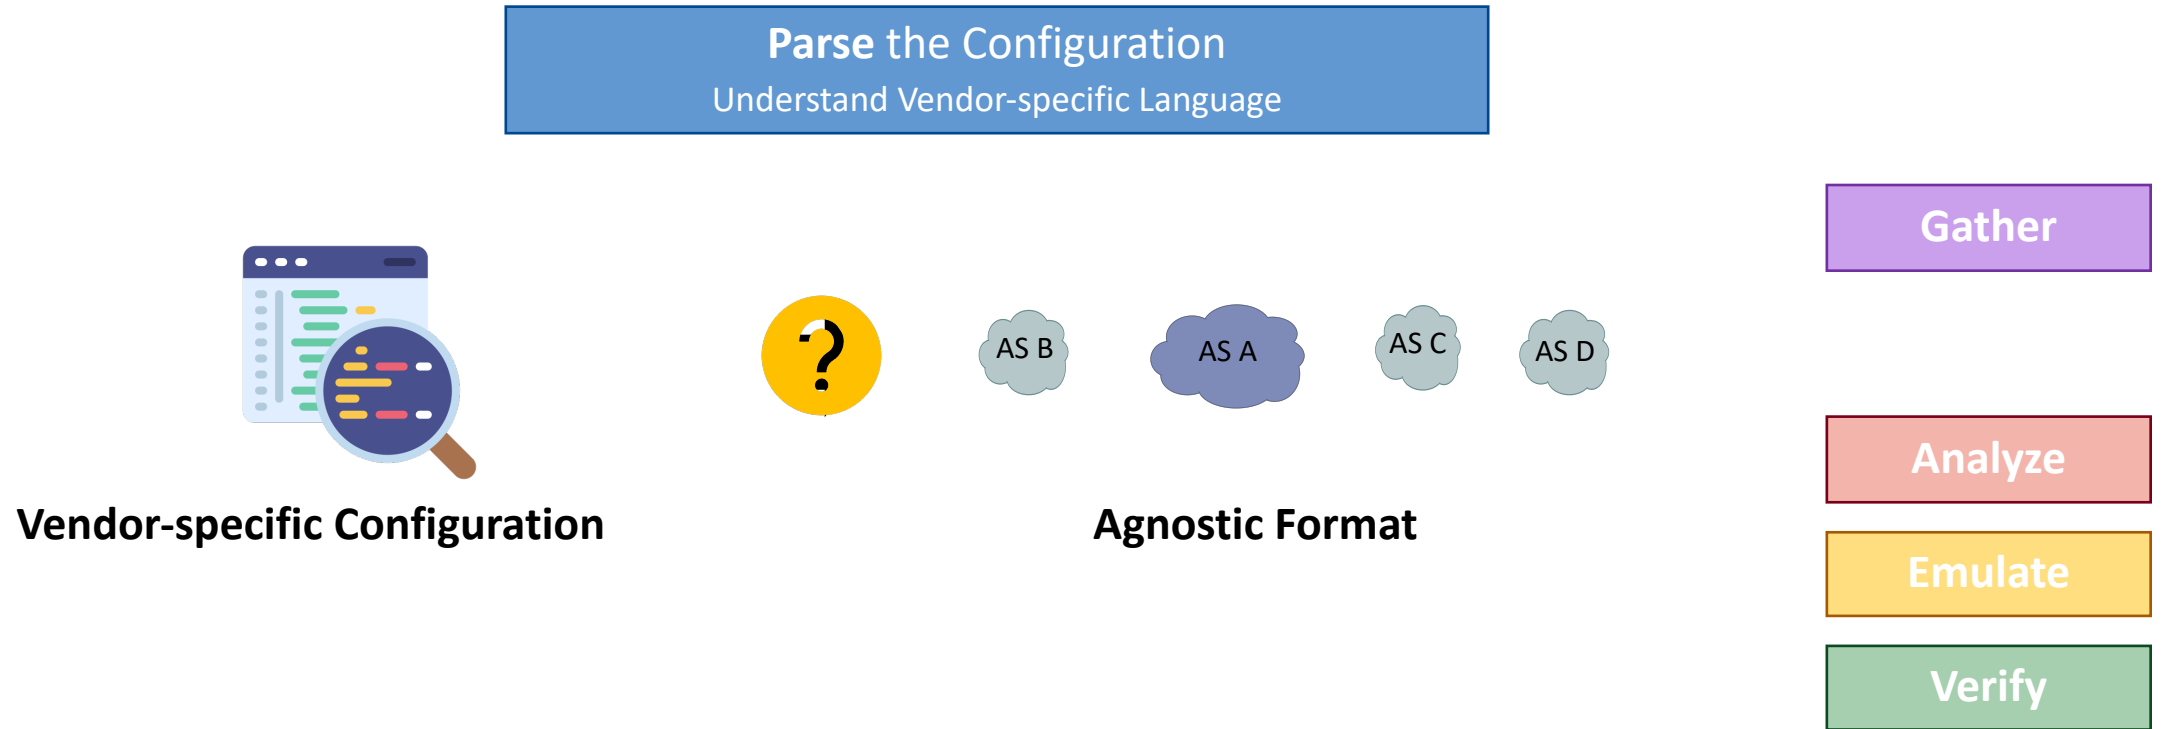 Parse the Configuration
Understand Vendor-specific Language
Gather
?
AS B
AS A
AS C
AS D
Analyze
Vendor-specific Configuration
Agnostic Format
Emulate
Verify